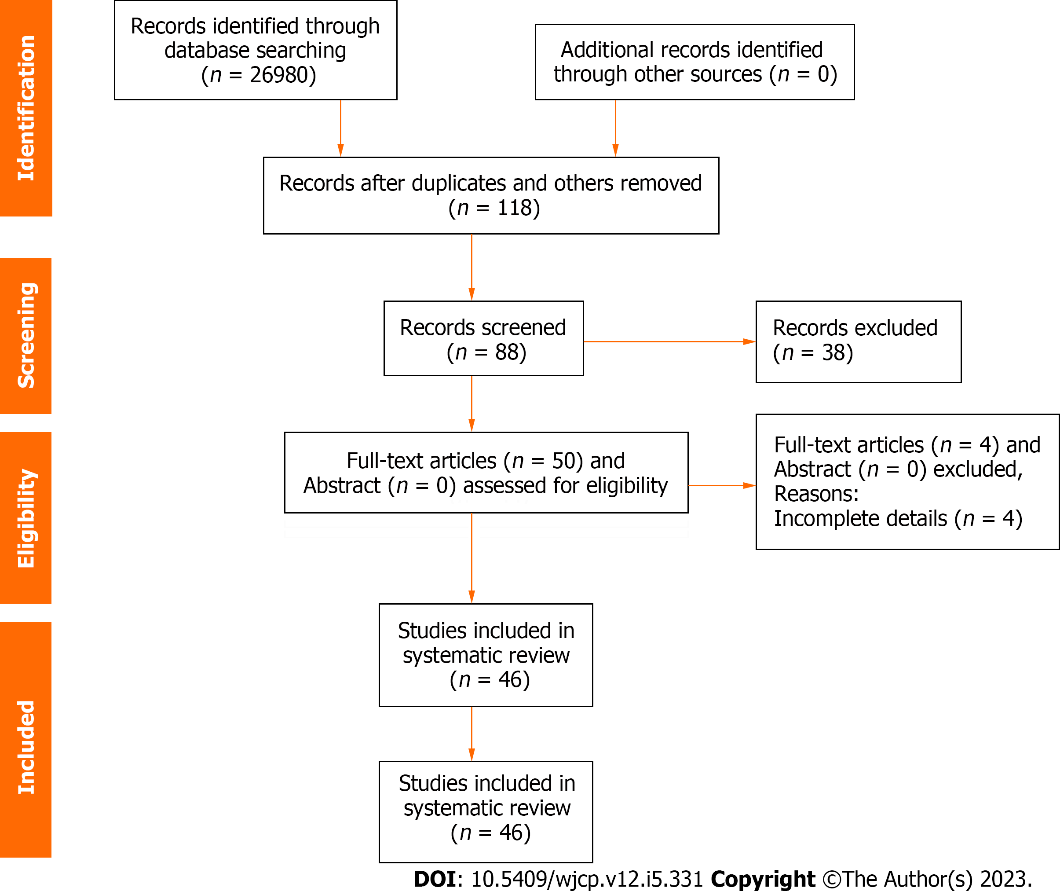 Identification
Records identified through
database searching
(n = 26980)
Additional records identified
through other sources (n = 0)
Records after duplicates and others removed
(n = 118)
Screening
Records screened
(n = 88)
Records excluded
(n = 38)
Eligibility
Full-text articles (n = 50) and
Abstract (n = 0) assessed for eligibility
Full-text articles (n = 4) and
Abstract (n = 0) excluded,
Reasons:
Incomplete details (n = 4)
Included
Studies included in
systematic review
(n = 46)
Studies included in
systematic review
(n = 46)
DOI: 10.5409/wjcp.v12.i5.331 Copyright ©The Author(s) 2023.